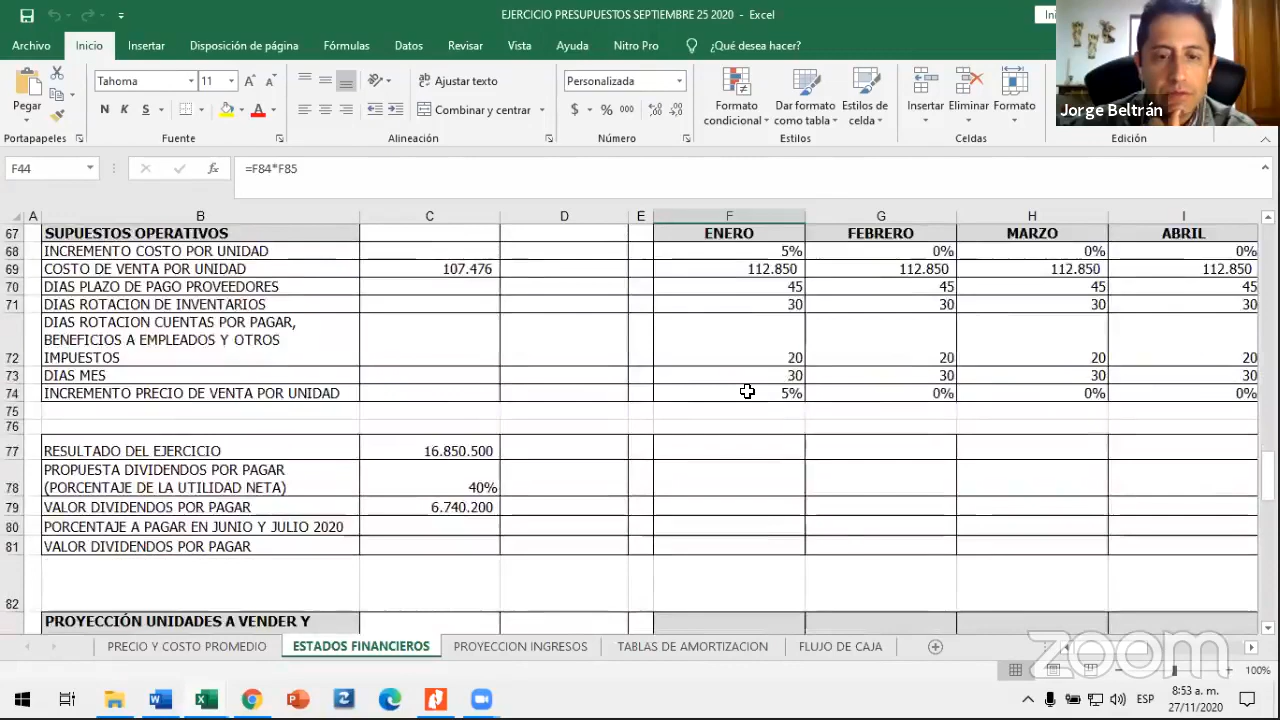 EJERCICIO PRESUPUESTOS SEPTIEMBRE 25 2020 - Excel
Archivo Inicio Insertar Disposición de página Fórmulas Datos Revisar Vista Ayuda Nitro Pro ¿Qué desea hacer?
Tahoma 11 Ajustar texto Personalizada
Pegar N K S Combinar y centrar $ % 000 Formato condicional Dar formato como tabla Estilos de celda Insertar Eliminar Formato
Jorge Beltrán
Portapapeles Fuente Alineación Número Estilos Celdas Edición
F44 fx =F84*F85
A B C D E F G H I
67 SUPUESTOS OPERATIVOS ENERO FEBRERO MARZO ABRIL
68 INCREMENTO COSTO POR UNIDAD 5% 0% 0% 0%
69 COSTO DE VENTA POR UNIDAD 107.476 112.850 112.850 112.850 112.850
70 DIAS PLAZO DE PAGO PROVEEDORES 45 45 45 45
71 DIAS ROTACION DE INVENTARIOS 30 30 30 30
DIAS ROTACION CUENTAS POR PAGAR,
BENEFICIOS A EMPLEADOS Y OTROS
72 IMPUESTOS 20 20 20 20
73 DIAS MES 30 30 30 30
74 INCREMENTO PRECIO DE VENTA POR UNIDAD 5% 0% 0% 0%
75
76
77 RESULTADO DEL EJERCICIO 16.850.500
PROPUESTA DIVIDENDOS POR PAGAR
78 (PORCENTAJE DE LA UTILIDAD NETA) 40%
79 VALOR DIVIDENDOS POR PAGAR 6.740.200
80 PORCENTAJE A PAGAR EN JUNIO Y JULIO 2020
81 VALOR DIVIDENDOS POR PAGAR
82
PROYECCIÓN UNIDADES A VENDER Y
PRECIO Y COSTO PROMEDIO ESTADOS FINANCIEROS PROYECCION INGRESOS TABLAS DE AMORTIZACION FLUJO DE CAJA
zoom
100%
ESP 8:53 a. m.
27/11/2020